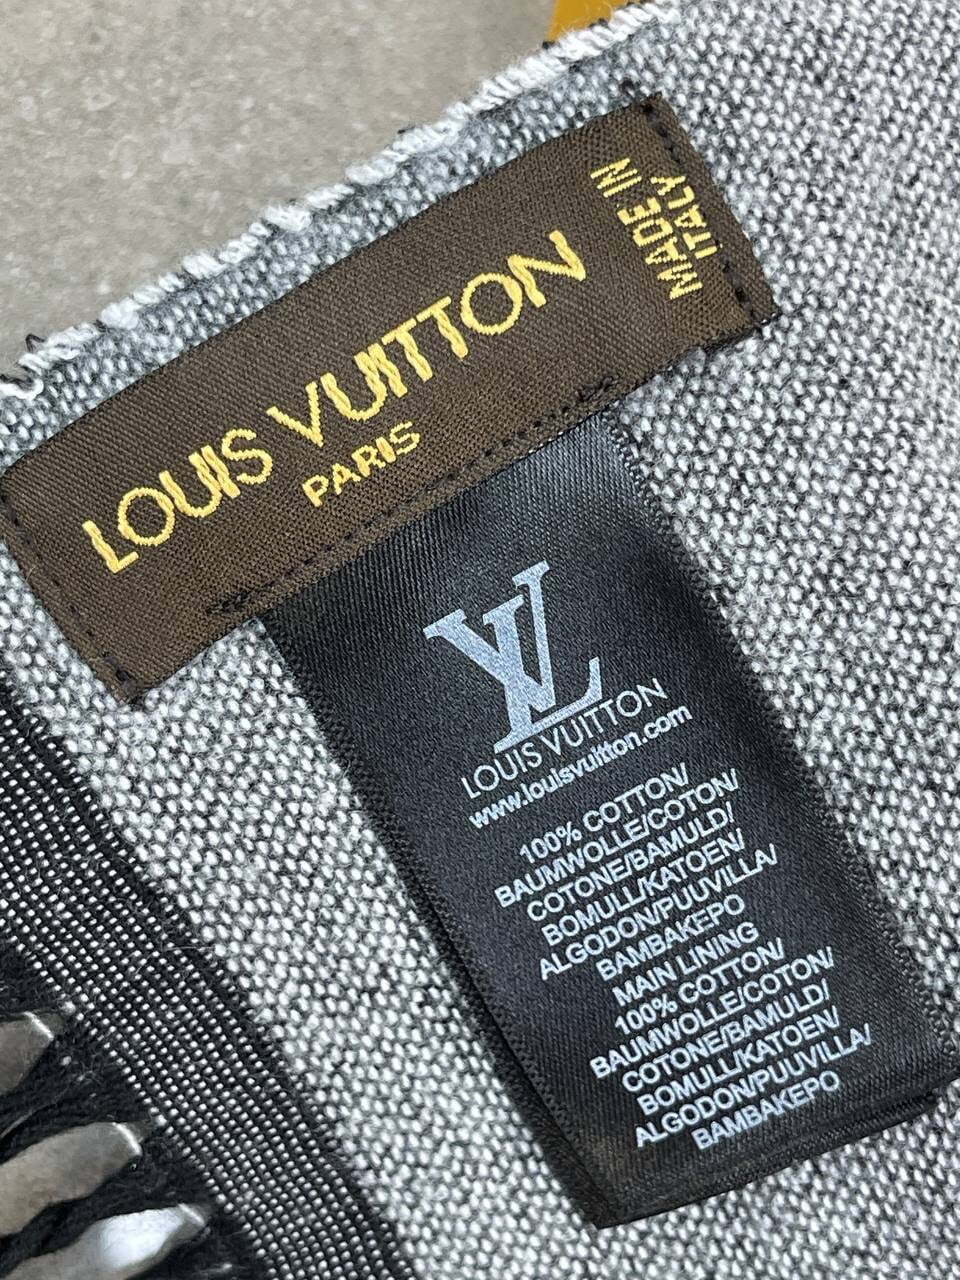 LOUIS VUITTON
PARIS
MADE IN
ITALY
LV
LOUIS VUITTON
www.louisvuitton.com
100% COTTON/
BAUMWOLLE/COTON/
COTONE/BAMULD/
BOMULL/KATOEN/
ALGODON/PUUVILLA/
BAMBAKEPO
MAIN LINING
100% COTTON/
BAUMWOLLE/COTON/
COTONE/BAMULD/
BOMULL/KATOEN/
ALGODON/PUUVILLA/
BAMBAKEPO